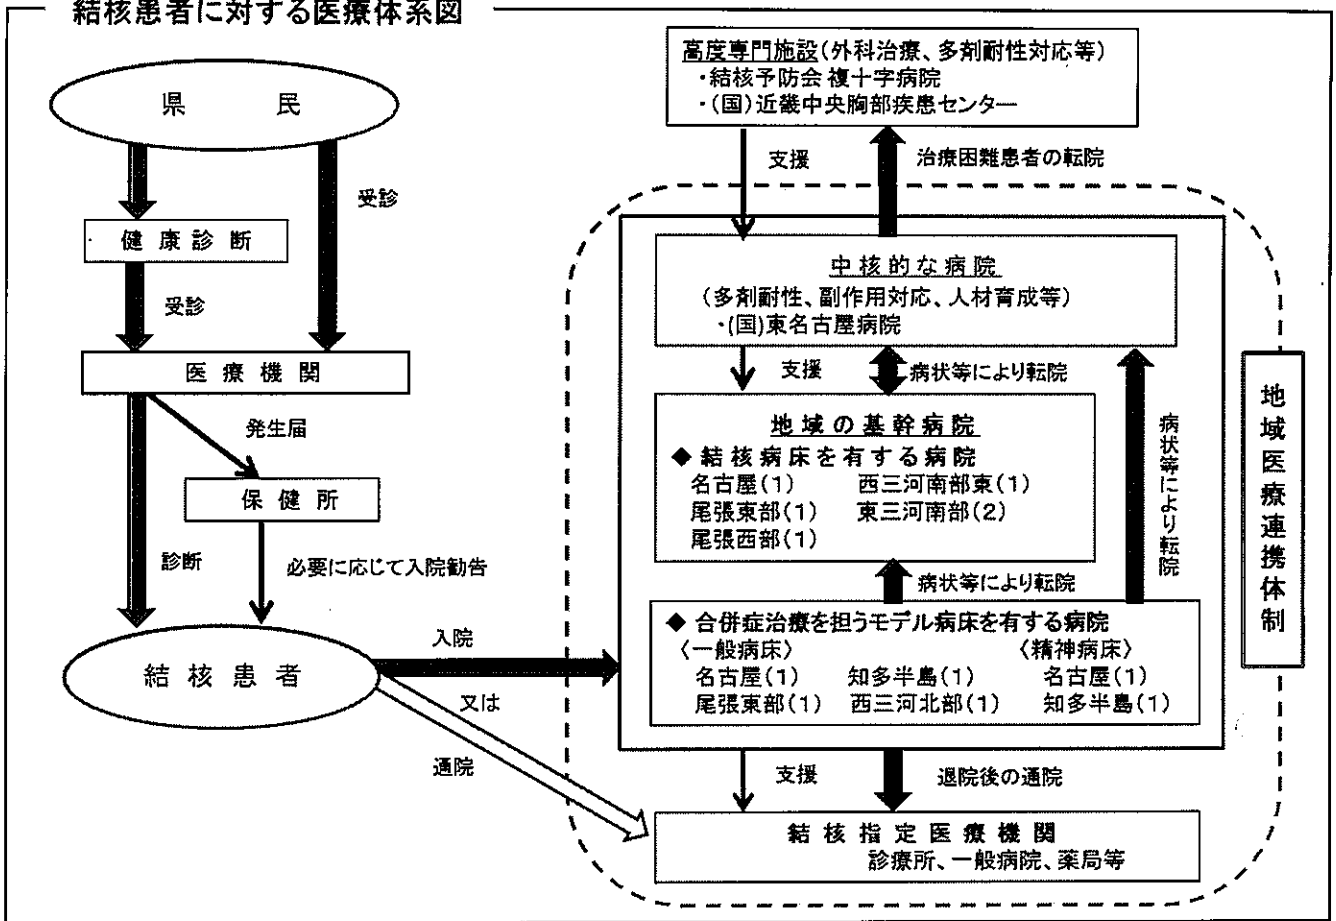 結核患者に対する医療体系図
県　　民
受診
健康診断
受診
医療機関
発生届
保健所
診断
必要に応じて入院勧告
結核患者
入院
又は
通院
高度専門施設(外科治療、多剤耐性対応等)
・結核予防会 複十字病院
・(国)近畿中央胸部疾患センター
支援
治療困難患者の転院
中核的な病院
(多剤耐性、副作用対応、人材育成等)
・(国)東名古屋病院
支援
病状等により転院
地域の基幹病院
◆ 結核病床を有する病院
名古屋(1)　西三河南部東(1)
尾張東部(1)　東三河南部(2)
尾張西部(1)
病状等により転院
病状等により転院
◆ 合併症治療を担うモデル病床を有する病院
〈一般病床〉　〈精神病床〉
名古屋(1)　知多半島(1)　名古屋(1)
尾張東部(1)　西三河北部(1)　知多半島(1)
支援
退院後の通院
結核指定医療機関
診療所、一般病院、薬局等
地域医療連携体制